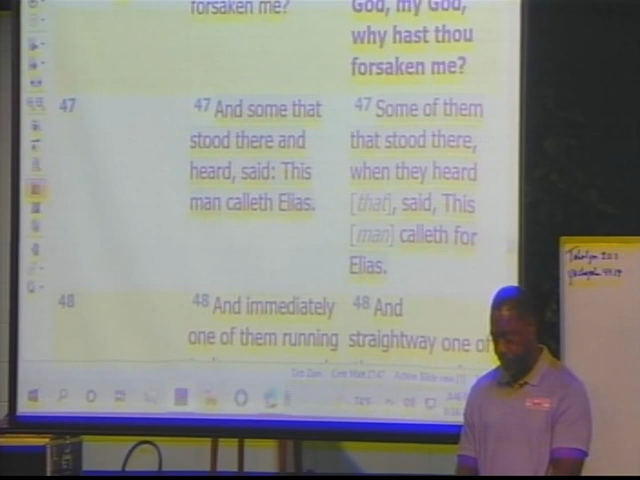 forsaken me?
God, my God,
why hast thou
forsaken me?
47
47 And some that
stood there and
heard, said: This
man calleth Elias.
47 Some of them
that stood there,
when they heard
[that], said, This
[man] calleth for
Elias.
48
48 And immediately
one of them running
48 And
straightway one of